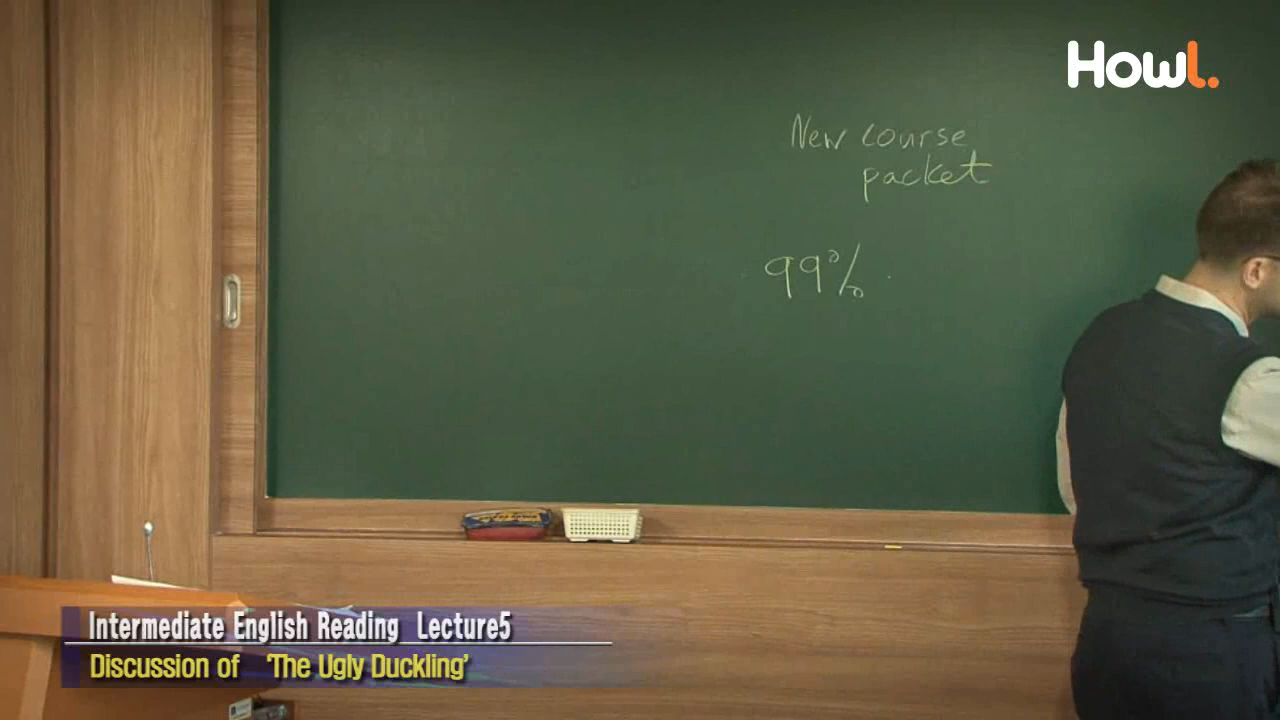 Howl.
New course
packet
99%
Intermediate English Reading Lecture5
Discussion of 'The Ugly Duckling'